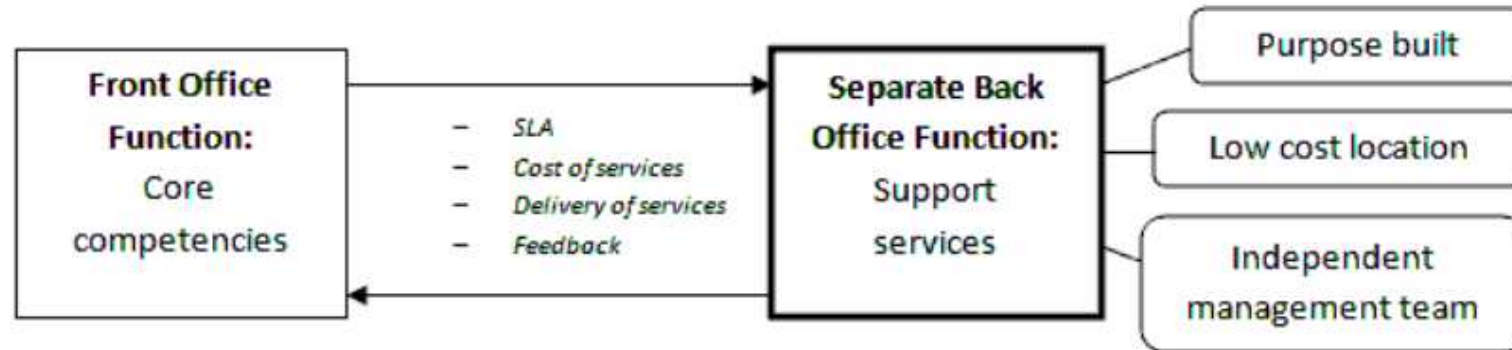 Front Office
Function:
Core
competencies
– SLA
– Cost of services
– Delivery of services
– Feedback
Separate Back
Office Function:
Support
services
Purpose built
Low cost location
Independent
management team